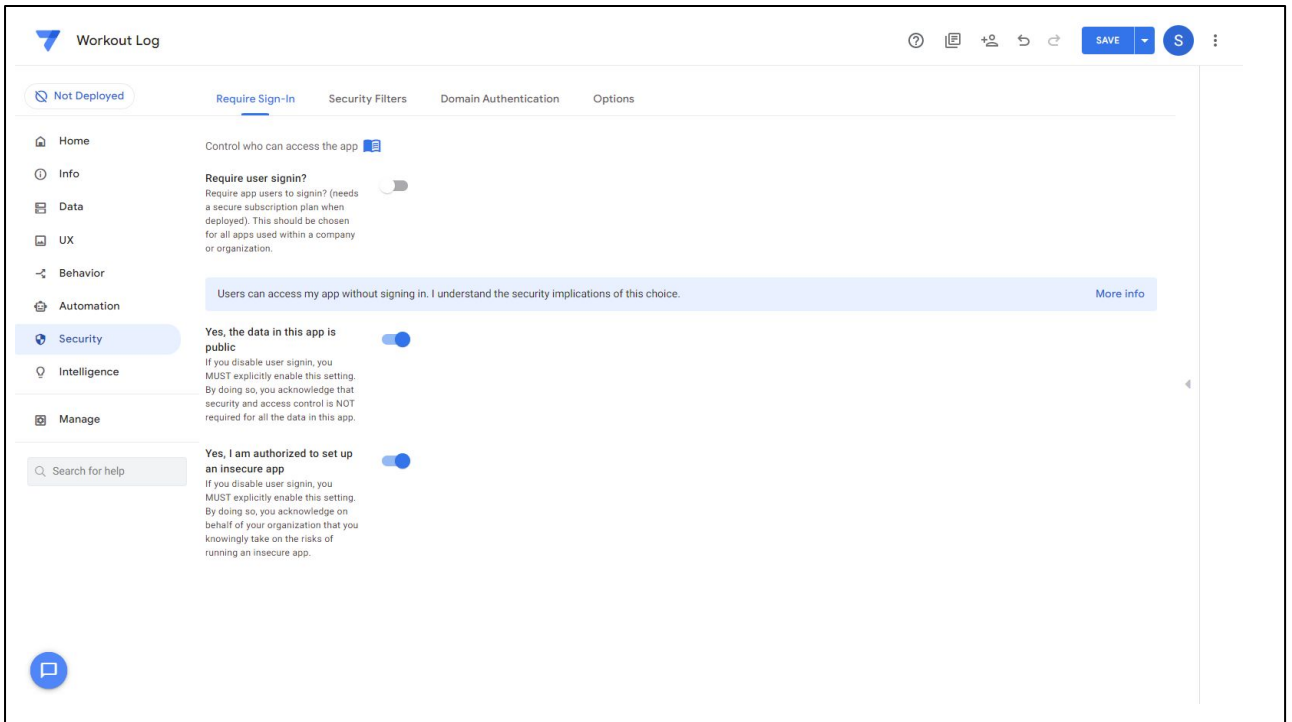 Workout Log
SAVE
S
Not Deployed
Require Sign-In
Security Filters
Domain Authentication
Options
Home
Info
Data
UX
Behavior
Automation
Security
Intelligence
Manage
Search for help
Control who can access the app
Require user signin?
Require app users to signin? (needs
a secure subscription plan when
deployed). This should be chosen
for all apps used within a company
or organization.
Users can access my app without signing in. I understand the security implications of this choice.
More info
Yes, the data in this app is
public
If you disable user signin, you
MUST explicitly enable this setting.
By doing so, you acknowledge that
security and access control is NOT
required for all the data in this app.
Yes, I am authorized to set up
an insecure app
If you disable user signin, you
MUST explicitly enable this setting.
By doing so, you acknowledge on
behalf of your organization that you
knowingly take on the risks of
running an insecure app.